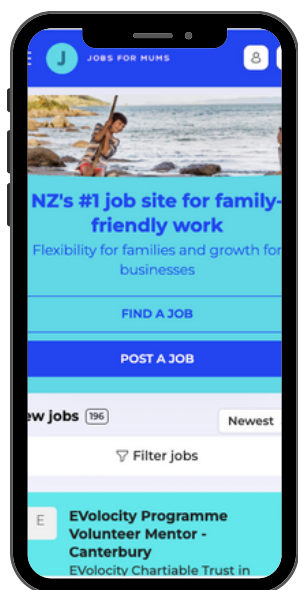 J JOBS FOR MUMS
NZ's #1 job site for family-
friendly work
Flexibility for families and growth for
businesses
FIND A JOB
POST A JOB
ew jobs 196
Newest
Filter jobs
E
EVolocity Programme
Volunteer Mentor -
Canterbury
EVolocity Chartiable Trust in